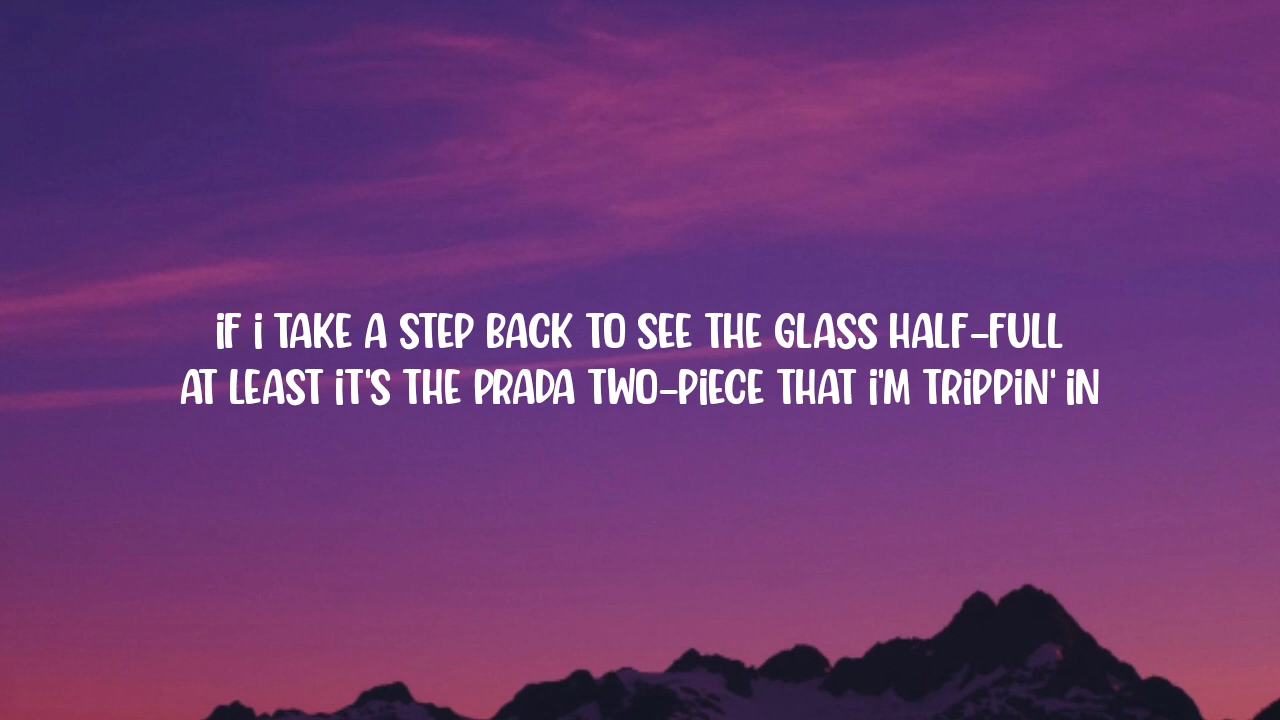 iF i TAKE A STEP BACK TO SEE THE GLASS HALF-FULL
AT LEAST iT'S THE PRADA TWO-PiECE THAT i'M TRiPPiN' iN